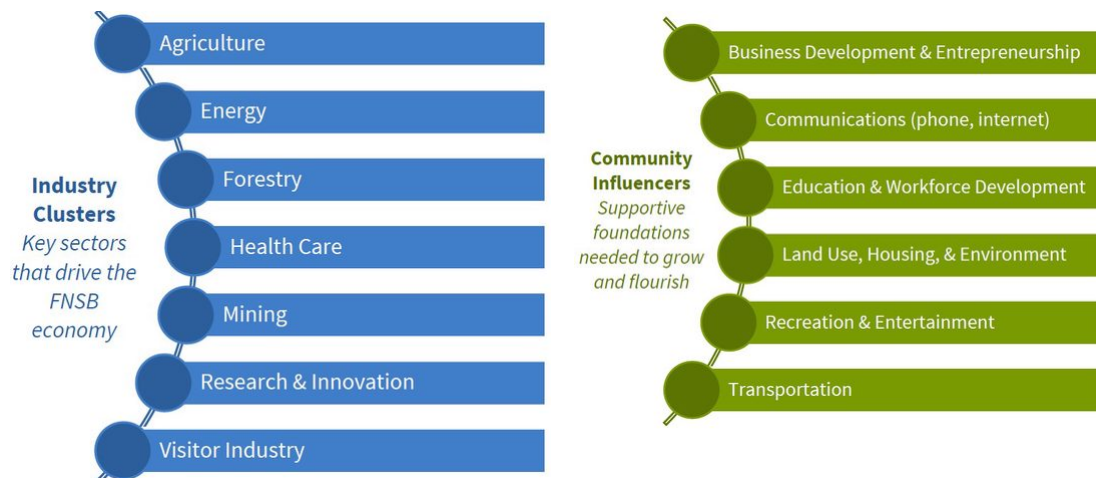 Industry
Clusters
Key sectors
that drive the
FNSB
economy
Agriculture
Energy
Forestry
Health Care
Mining
Research & Innovation
Visitor Industry
Community
Influencers
Supportive
foundations
needed to grow
and flourish
Business Development & Entrepreneurship
Communications (phone, internet)
Education & Workforce Development
Land Use, Housing, & Environment
Recreation & Entertainment
Transportation